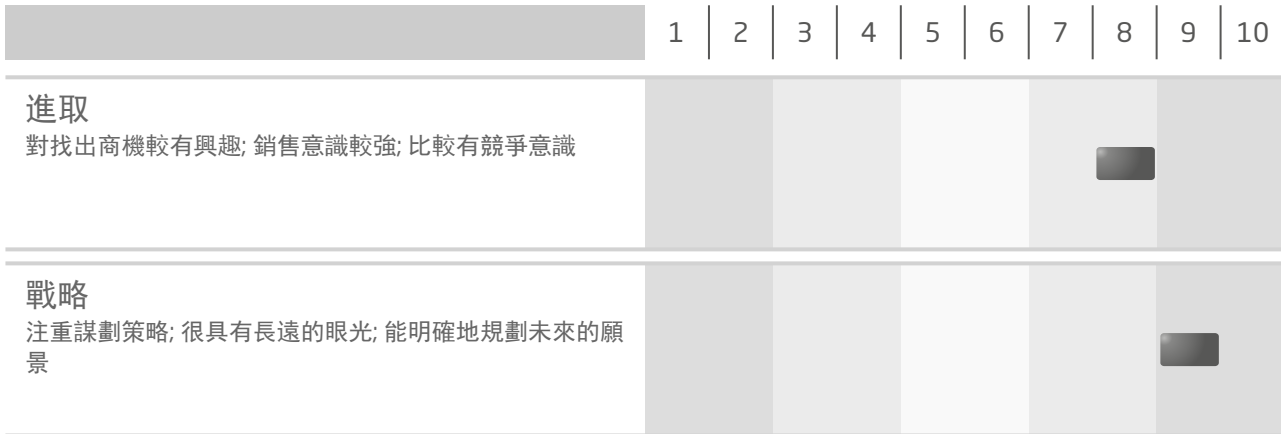 1 2 3 4 5 6 7 8 9 10
進取
對找出商機較有興趣; 銷售意識較強; 比較有競爭意識
戰略
注重謀劃策略; 很具有長遠的眼光; 能明確地規劃未來的願
景